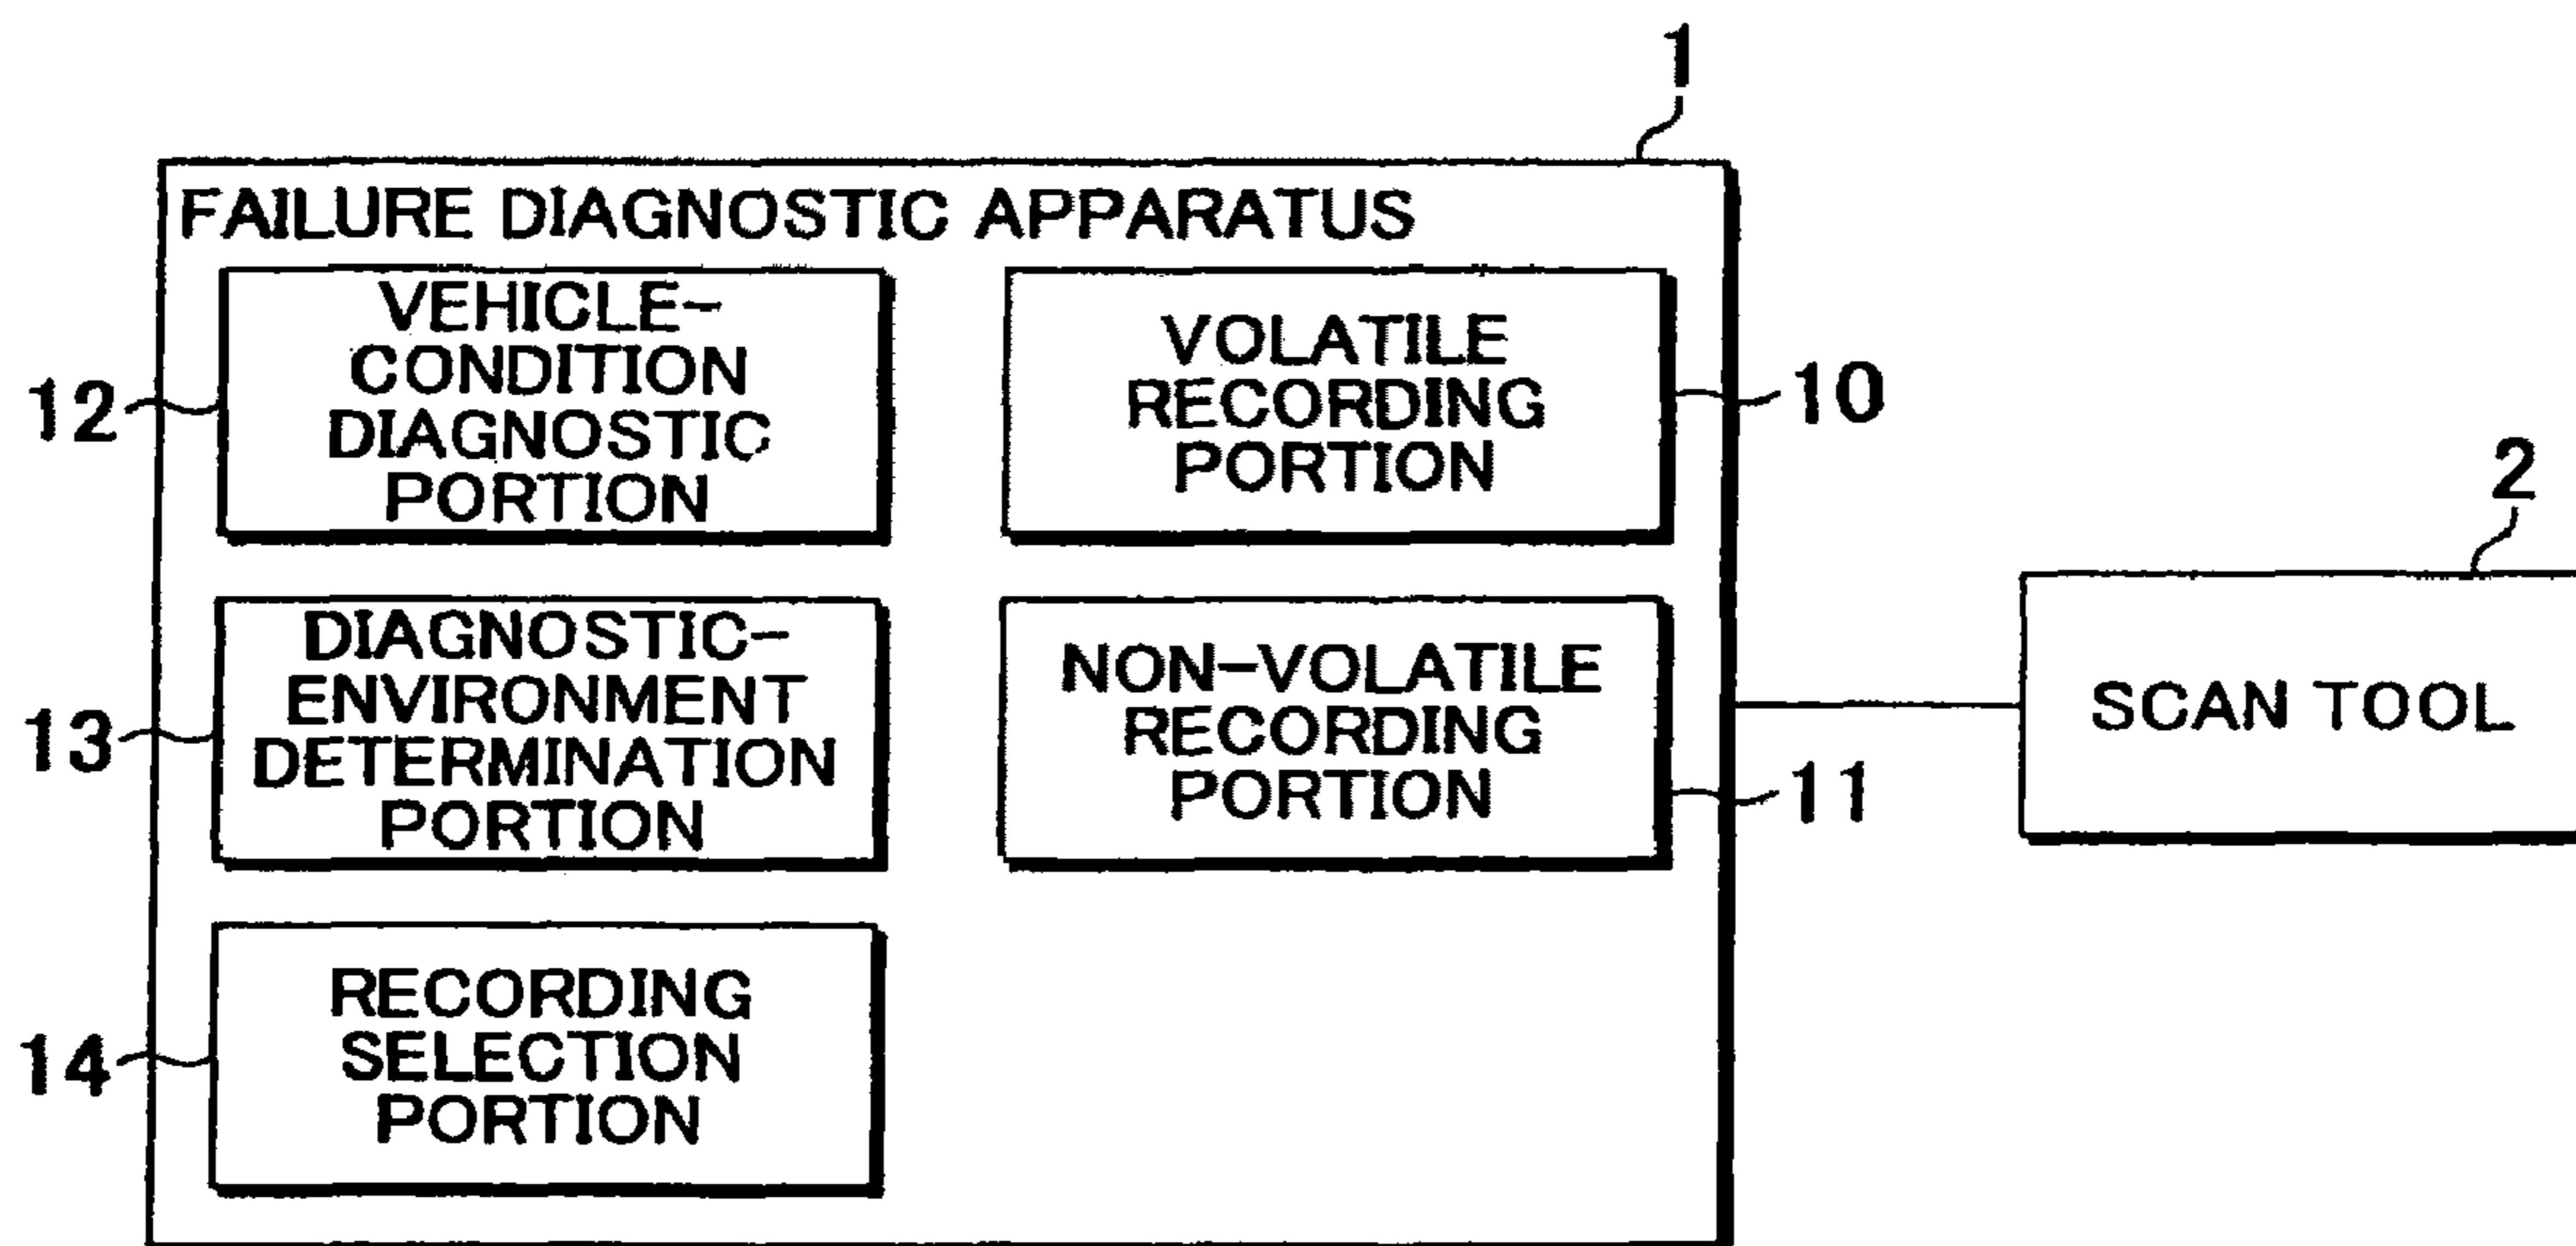 1
FAILURE DIAGNOSTIC APPARATUS
12
VEHICLE-
CONDITION
DIAGNOSTIC
PORTION
VOLATILE
RECORDING
PORTION
10
2
13
DIAGNOSTIC-
ENVIRONMENT
DETERMINATION
PORTION
NON-VOLATILE
RECORDING
PORTION
11
SCAN TOOL
14
RECORDING
SELECTION
PORTION